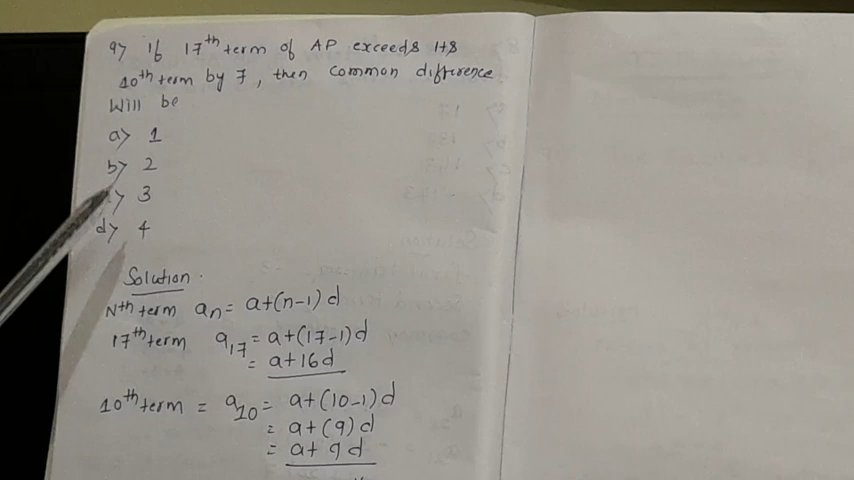 q> If 17th term of AP exceeds its
10th term by 7, then common difference
Will be
a> 1
b> 2
> 3
d> 4
Solution.
Nth term an = a+(n-1)d
17th term a17 = a+(17-1)d
= a+16d
10th term = a10 = a+(10-1)d
= a+(9)d
= a+9d